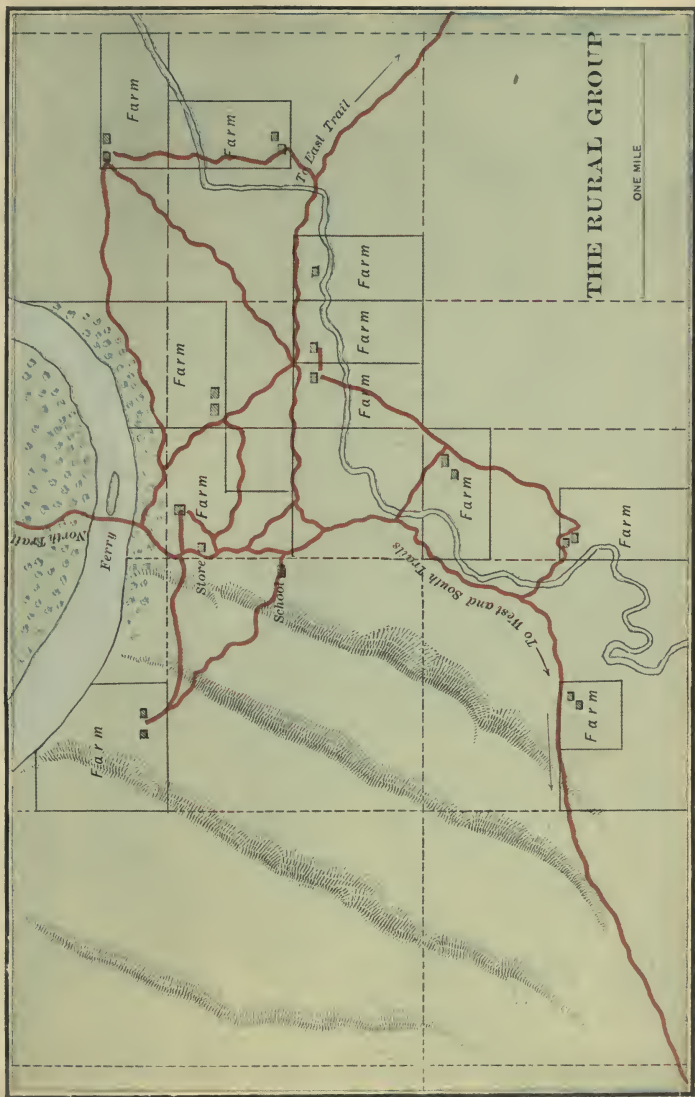 North Trail
Ferry
Farm
Farm
Farm
Farm
Farm
Store
School
To East Trail
Farm
Farm
Farm
Farm
Farm
Farm
To West and South Trails
THE RURAL GROUP
ONE MILE